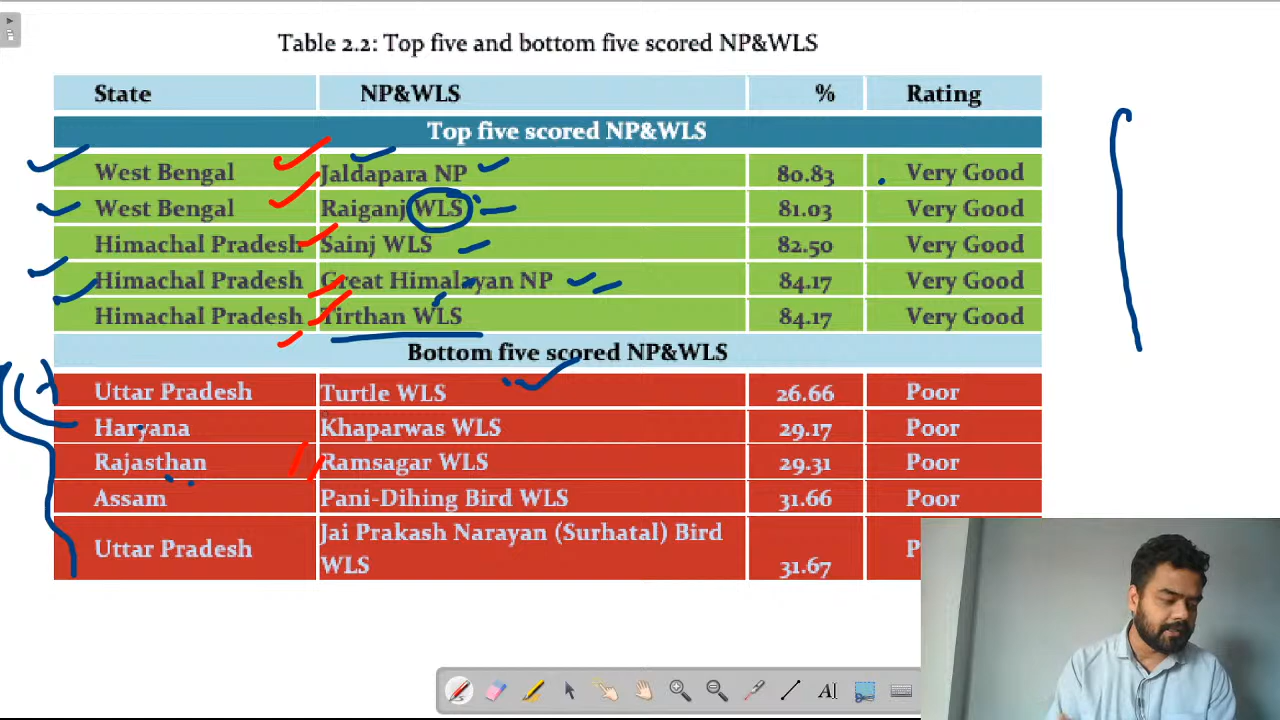 Table 2.2: Top five and bottom five scored NP&WLS
State NP&WLS % Rating
Top five scored NP&WLS
West Bengal Jaldapara NP 80.83 Very Good
West Bengal Raiganj WLS 81.03 Very Good
Himachal Pradesh Sainj WLS 82.50 Very Good
Himachal Pradesh Great Himalayan NP 84.17 Very Good
Himachal Pradesh Tirthan WLS 84.17 Very Good
Bottom five scored NP&WLS
Uttar Pradesh Turtle WLS 26.66 Poor
Haryana Khaparwas WLS 29.17 Poor
Rajasthan Ramsagar WLS 29.31 Poor
Assam Pani-Dihing Bird WLS 31.66 Poor
Uttar Pradesh Jai Prakash Narayan (Surhatal) Bird
WLS 31.67